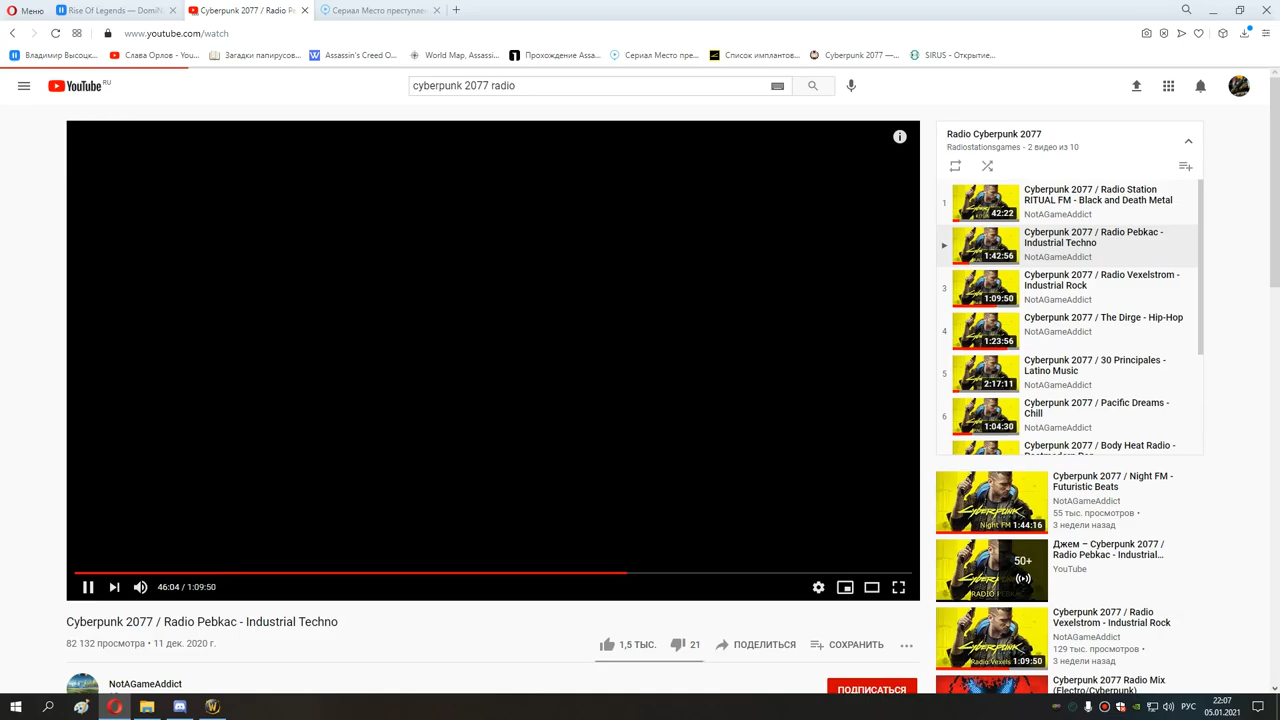 Меню
Rise Of Legends — DomiN
Cyberpunk 2077 / Radio Pe
Сериал Место преступлен
www.youtube.com/watch
Владимир Высоцк...
Слава Орлов - You...
Загадки папирусов...
Assassin's Creed O...
World Map, Assassi...
Прохождение Assa...
Сериал Место пре...
Список имплантов...
Cyberpunk 2077 —...
SIRUS - Открытие...
YouTube RU
cyberpunk 2077 radio
Radio Cyberpunk 2077
Radiostationsgames - 2 видео из 10
1
42:22
Cyberpunk 2077 / Radio Station
RITUAL FM - Black and Death Metal
NotAGameAddict
1:42:56
Cyberpunk 2077 / Radio Pebkac -
Industrial Techno
NotAGameAddict
3
1:09:50
Cyberpunk 2077 / Radio Vexelstrom -
Industrial Rock
NotAGameAddict
4
1:23:56
Cyberpunk 2077 / The Dirge - Hip-Hop
NotAGameAddict
5
2:17:11
Cyberpunk 2077 / 30 Principales -
Latino Music
NotAGameAddict
6
1:04:30
Cyberpunk 2077 / Pacific Dreams -
Chill
NotAGameAddict
Cyberpunk 2077 / Body Heat Radio -
46:04 / 1:09:50
Cyberpunk 2077 / Radio Pebkac - Industrial Techno
82 132 просмотра • 11 дек. 2020 г.
1,5 ТЫС.
21
ПОДЕЛИТЬСЯ
СОХРАНИТЬ
NotAGameAddict
ПОДПИСАТЬСЯ
CYBERPUNK
Night FM
1:44:16
Cyberpunk 2077 / Night FM -
Futuristic Beats
NotAGameAddict
55 тыс. просмотров •
3 недели назад
50+
Джем – Cyberpunk 2077 /
Radio Pebkac - Industrial...
YouTube
CYBERPUNK
Radio Vexels
1:09:50
Cyberpunk 2077 / Radio
Vexelstrom - Industrial Rock
NotAGameAddict
129 тыс. просмотров •
3 недели назад
Cyberpunk 2077 Radio Mix
(Electro/Cyberpunk)
РУС
22:07
05.01.2021